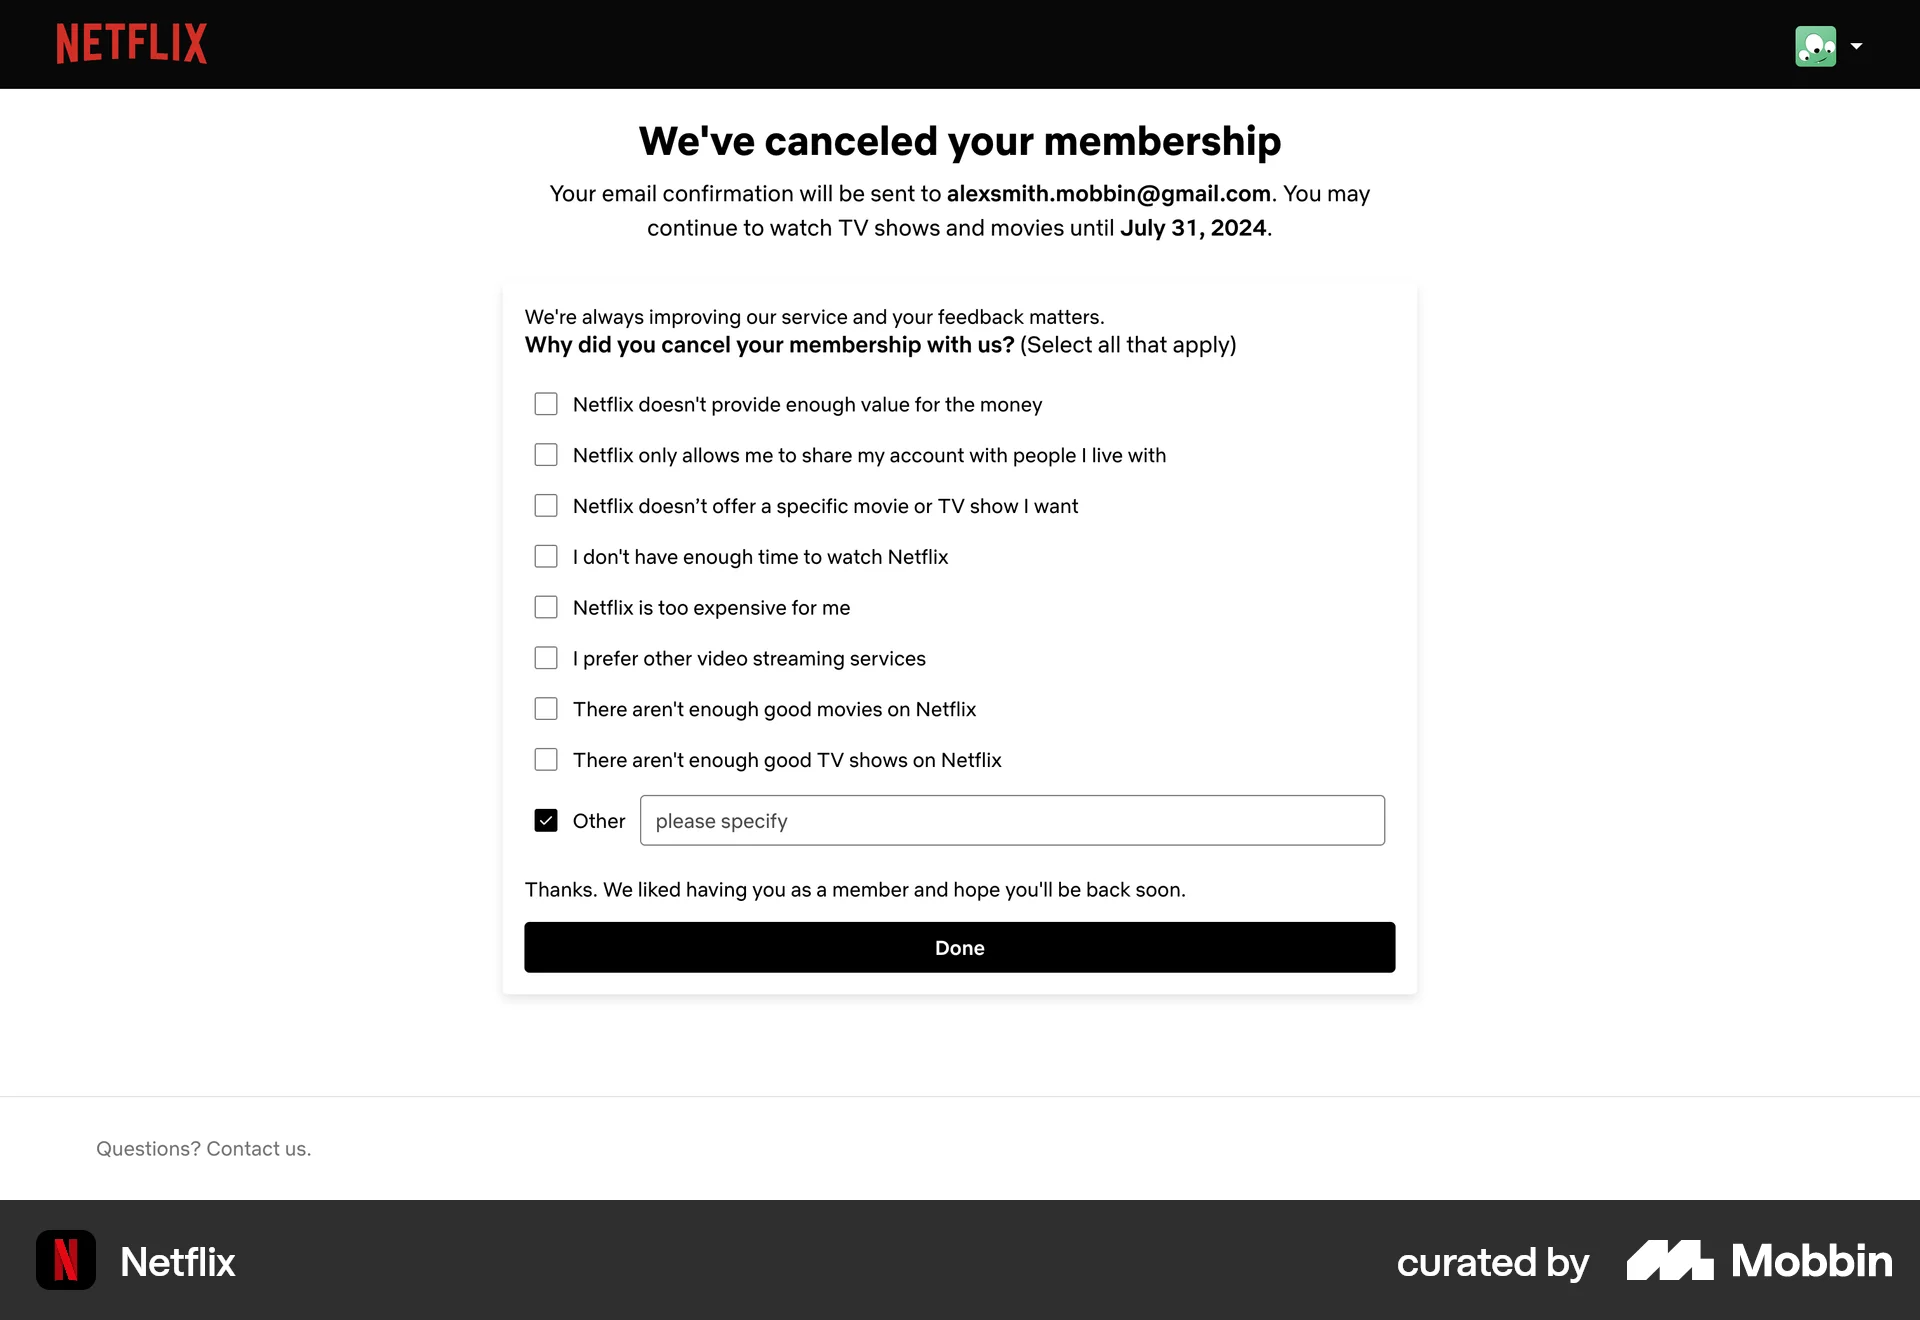 NETFLIX
We've canceled your membership
Your email confirmation will be sent to alexsmith.mobbin@gmail.com. You may
continue to watch TV shows and movies until July 31, 2024.
We're always improving our service and your feedback matters.
Why did you cancel your membership with us? (Select all that apply)
Netflix doesn't provide enough value for the money
Netflix only allows me to share my account with people I live with
Netflix doesn’t offer a specific movie or TV show I want
I don't have enough time to watch Netflix
Netflix is too expensive for me
I prefer other video streaming services
There aren't enough good movies on Netflix
There aren't enough good TV shows on Netflix
Other please specify
Thanks. We liked having you as a member and hope you'll be back soon.
Done
Questions? Contact us.
N Netflix
curated by Mobbin